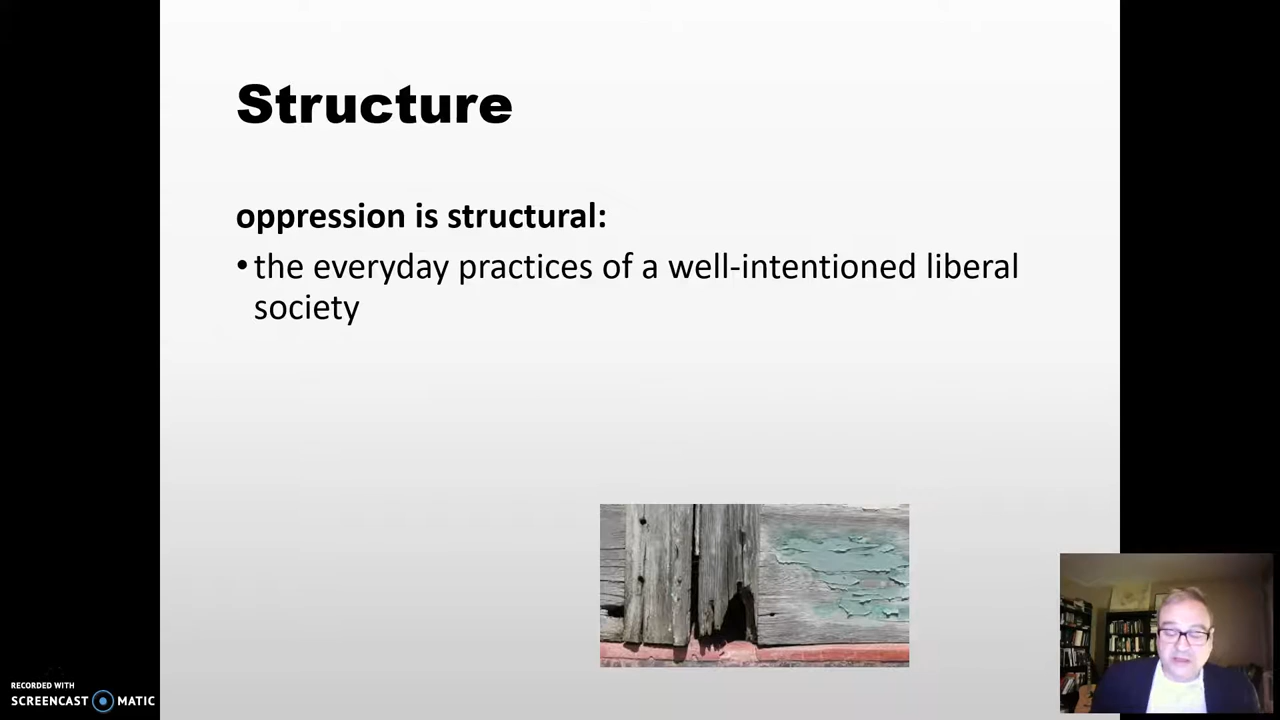 Structure
oppression is structural:
•the everyday practices of a well-intentioned liberal
society
RECORDED WITH
SCREENCAST MATIC